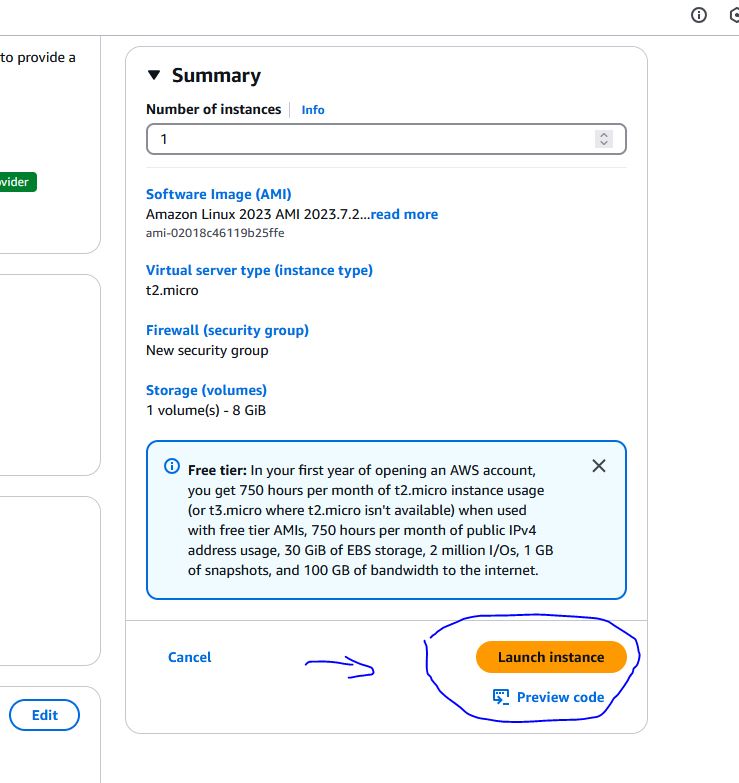 to provide a
vider
Edit
Summary
Number of instances Info
1
Software Image (AMI)
Amazon Linux 2023 AMI 2023.7.2...read more
ami-02018c46119b25ffe
Virtual server type (instance type)
t2.micro
Firewall (security group)
New security group
Storage (volumes)
1 volume(s) - 8 GiB
Free tier: In your first year of opening an AWS account,
you get 750 hours per month of t2.micro instance usage
(or t3.micro where t2.micro isn't available) when used
with free tier AMIs, 750 hours per month of public IPv4
address usage, 30 GiB of EBS storage, 2 million I/Os, 1 GB
of snapshots, and 100 GB of bandwidth to the internet.
Cancel
Launch instance
Preview code